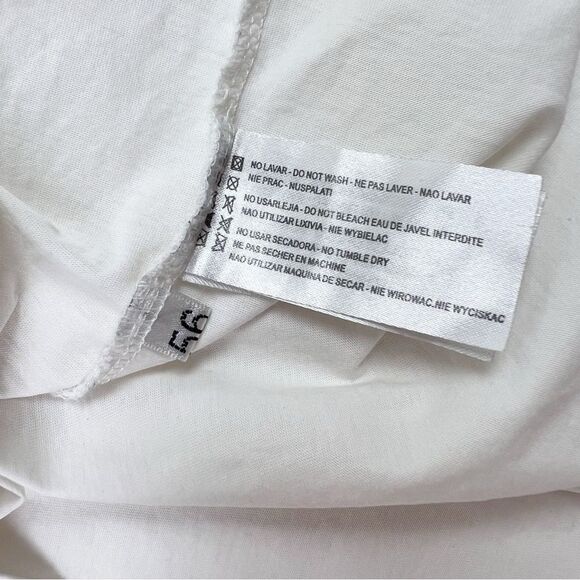 NO LAVAR - DO NOT WASH - NE PAS LAVER - NAO LAVAR
NIE PRAC - NUSPALATI
NO USARLEJIA - DO NOT BLEACH EAU DE JAVEL INTERDITE
NAO UTILIZAR LIXIVIA - NIE WYBIELAC
NO USAR SECADORA - NO TUMBLE DRY
NE PAS SECHER EN MACHINE
NAO UTILIZAR MAQUINA DE SECAR - NIE WIROWAC.NIE WYCISKAC
56